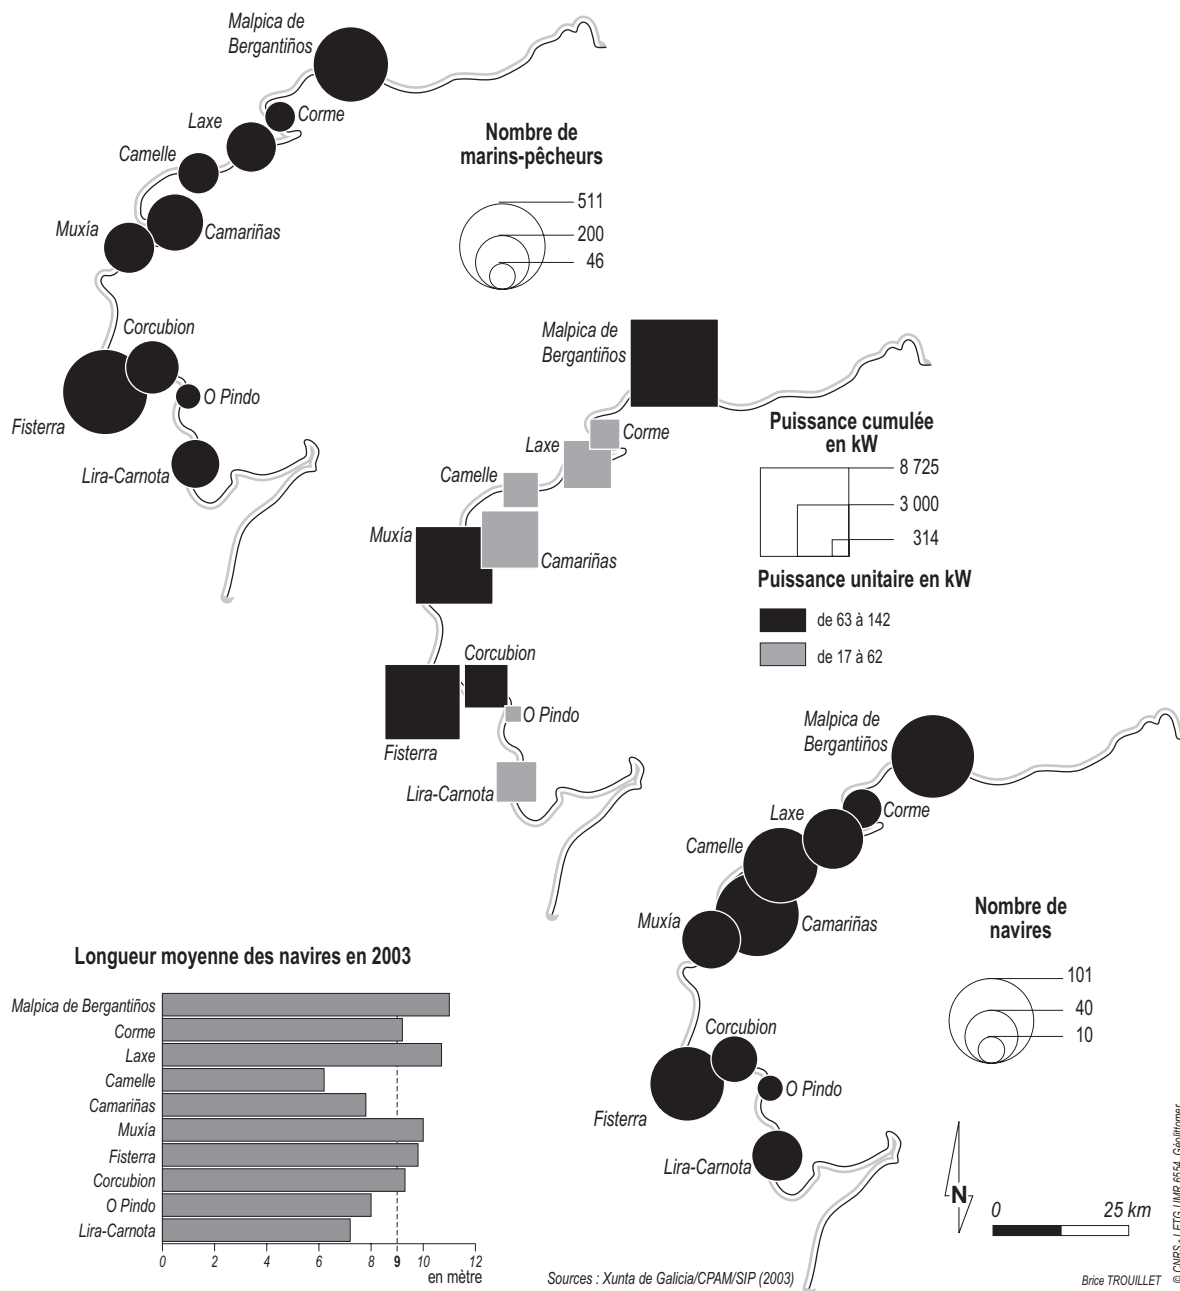 Malpica de
Bergantiños
Corme
Laxe
Camelle
Camariñas
Muxía
Corcubion
O Pindo
Fisterra
Lira-Carnota
Nombre de
marins-pêcheurs
511
200
46
Malpica de
Bergantiños
Corme
Laxe
Camelle
Muxía
Camariñas
Corcubion
O Pindo
Fisterra
Lira-Carnota
Puissance cumulée
en kW
8 725
3 000
314
Puissance unitaire en kW
de 63 à 142
de 17 à 62
Malpica de
Bergantiños
Corme
Laxe
Camelle
Muxía
Camariñas
Corcubion
O Pindo
Fisterra
Lira-Carnota
Nombre de
navires
101
40
10
Longueur moyenne des navires en 2003
Malpica de Bergantiños
Corme
Laxe
Camelle
Camariñas
Muxía
Fisterra
Corcubion
O Pindo
Lira-Carnota
0 2 4 6 8 9 10 12
en mètre
N
0 25 km
Sources : Xunta de Galicia/CPAM/SIP (2003)
Brice TROUILLET
© CNRS - LETG UMR 6554, Géolittomer